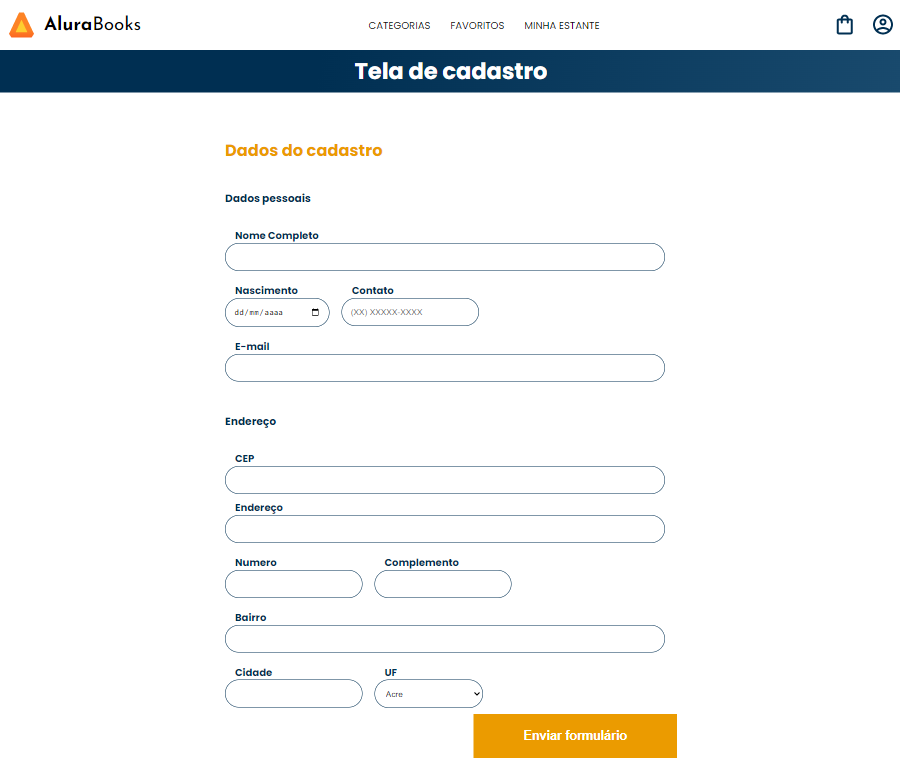 AluraBooks CATEGORIAS FAVORITOS MINHA ESTANTE
Tela de cadastro
Dados do cadastro
Dados pessoais
Nome Completo
Nascimento Contato
dd/mm/aaaa (XX) XXXXX-XXXX
E-mail
Endereço
CEP
Endereço
Numero Complemento
Bairro
Cidade UF
Acre
Enviar formulário